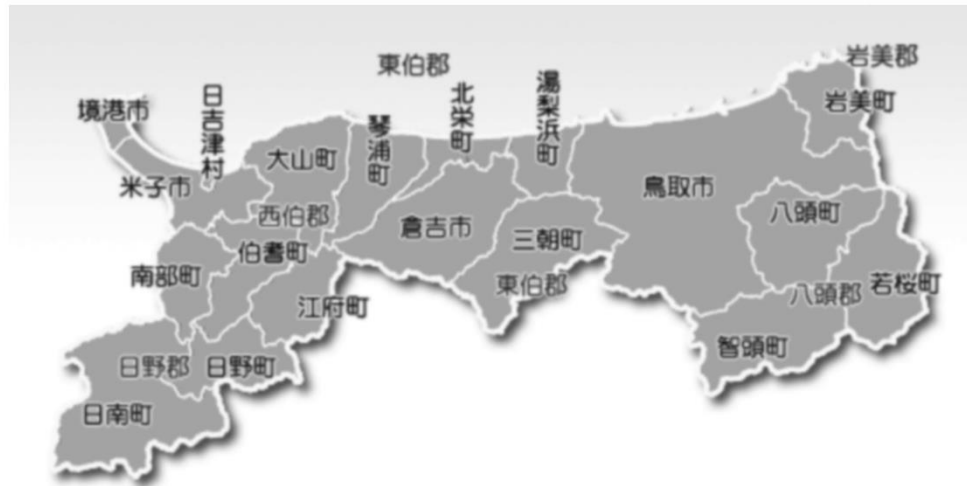 東伯郡
岩美郡
岩美町
境港市
日吉津村
北栄町
湯梨浜町
琴浦町
大山町
米子市
鳥取市
八頭町
西伯郡
倉吉市
三朝町
伯耆町
南部町
東伯郡
八頭郡
若桜町
江府町
智頭町
日野郡
日野町
日南町